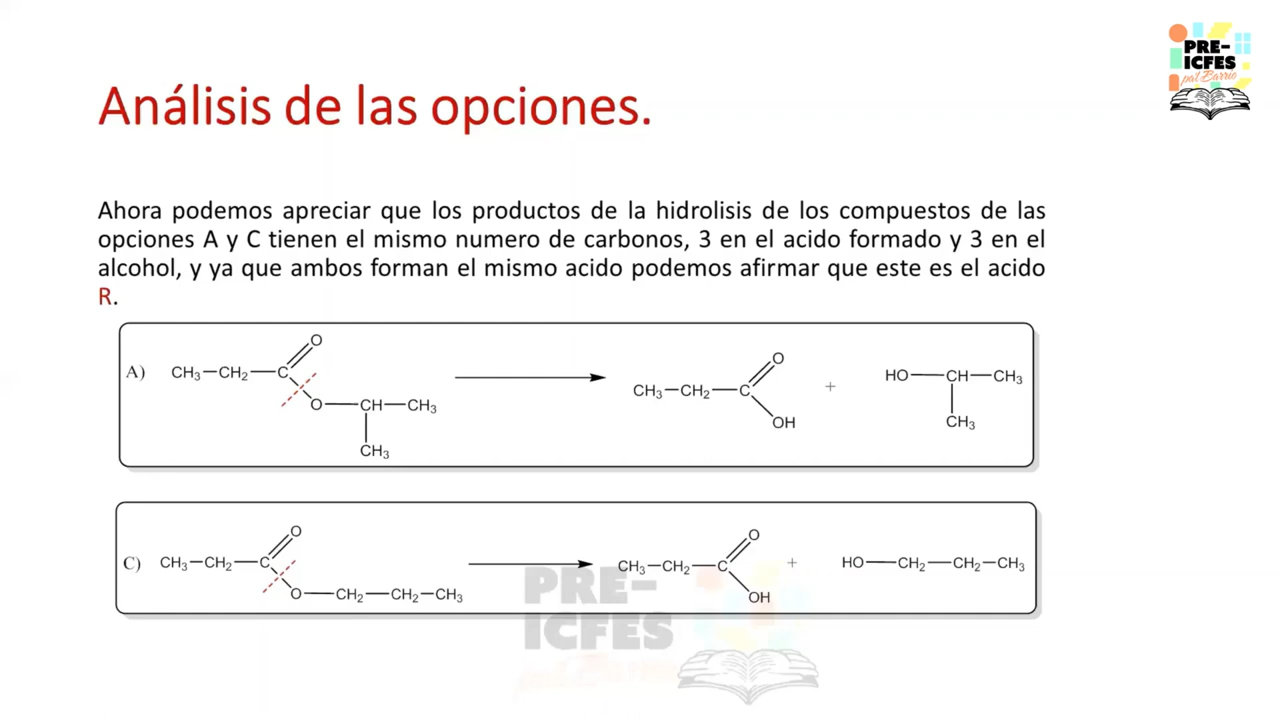 PRE-
ICFES
pal Barrio
Análisis de las opciones.
Ahora podemos apreciar que los productos de la hidrolisis de los compuestos de las
opciones A y C tienen el mismo numero de carbonos, 3 en el acido formado y 3 en el
alcohol, y ya que ambos forman el mismo acido podemos afirmar que este es el acido
R.
O
A) CH₃—CH₂—C
O—CH—CH₃
CH₃
O
CH₃—CH₂—C
OH
+
HO—CH—CH₃
CH₃
O
C) CH₃—CH₂—C
O—CH₂—CH₂—CH₃
O
CH₃—CH₂—C
OH
+
HO—CH₂—CH₂—CH₃
PRE-
ICFES
pal Barrio